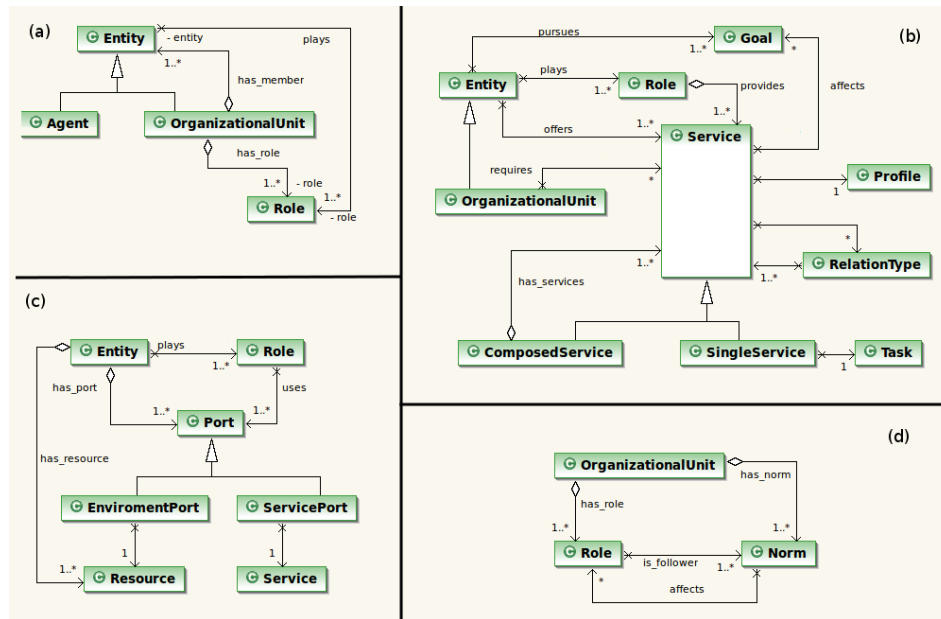 (a)
C Entity
- entity
plays
1..*
has_member
C Agent
C OrganizationalUnit
has_role
1..*
- role
1..*
C Role
- role
(b)
pursues
1..*
C Goal
*
plays
C Entity
1..*
C Role
provides
affects
1..*
1..*
offers
C Service
requires
*
C Profile
1
C OrganizationalUnit
*
1..*
C RelationType
1..*
has_services
C ComposedService
C SingleService
C Task
1
(c)
C Entity
plays
C Role
1..*
has_port
uses
1..*
1..*
C Port
has_resource
C EnviromentPort
C ServicePort
1
1
1..*
C Resource
C Service
(d)
C OrganizationalUnit
has_norm
has_role
1..*
1..*
C Role
is_follower
C Norm
1..*
*
affects